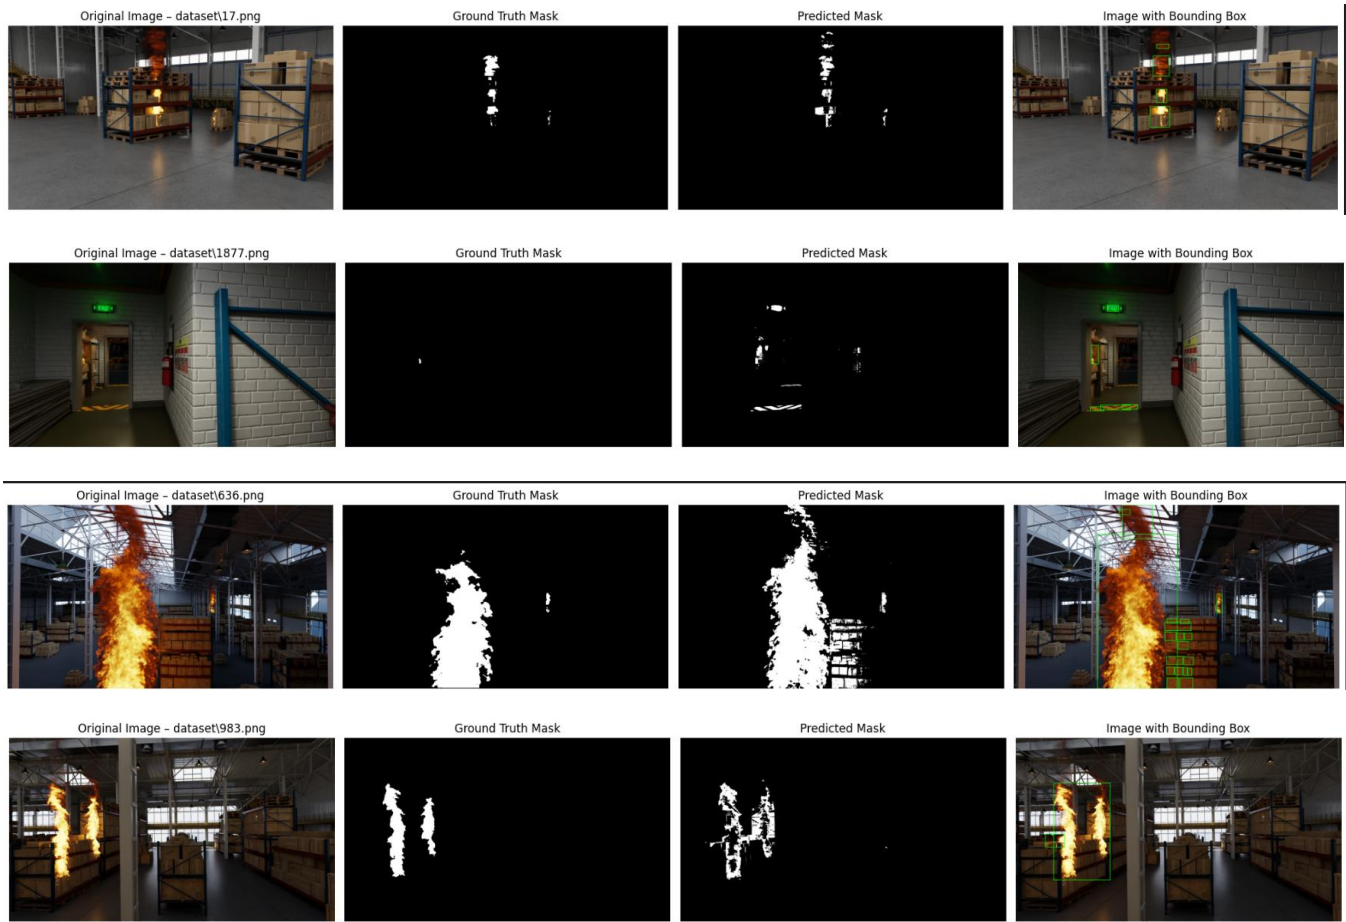 Original Image – dataset\17.png
Ground Truth Mask
Predicted Mask
Image with Bounding Box
Original Image – dataset\1877.png
Ground Truth Mask
Predicted Mask
Image with Bounding Box
EXIT
EXIT
Original Image – dataset\636.png
Ground Truth Mask
Predicted Mask
Image with Bounding Box
Original Image – dataset\983.png
Ground Truth Mask
Predicted Mask
Image with Bounding Box